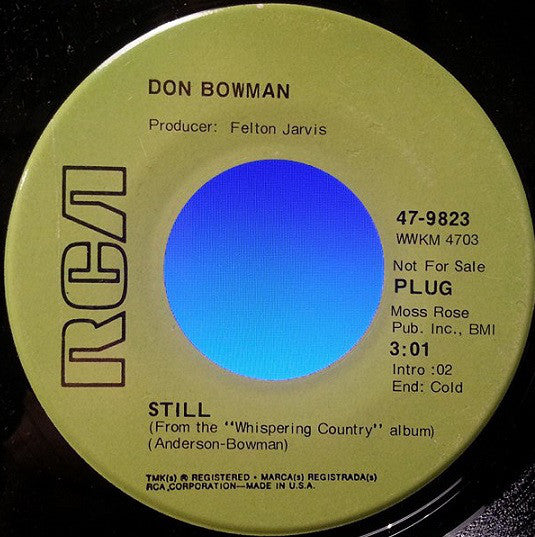 DON BOWMAN
Producer: Felton Jarvis
RCA
47-9823
WWKM 4703
Not For Sale
PLUG
Moss Rose
Pub. Inc., BMI
3:01
Intro :02
End: Cold
STILL
(From the "Whispering Country" album)
(Anderson-Bowman)
TMK(s) ® REGISTERED • MARCA(s) REGISTRADA(s)
RCA CORPORATION—MADE IN U.S.A.